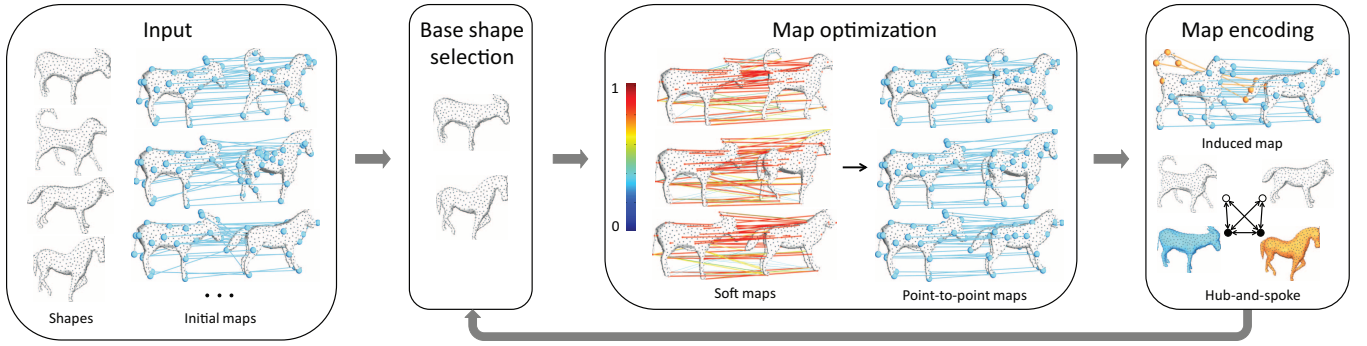 Input
Shapes
Initial maps
. . .
Base shape
selection
Map optimization
1
0
Soft maps
Point-to-point maps
Map encoding
Induced map
Hub-and-spoke